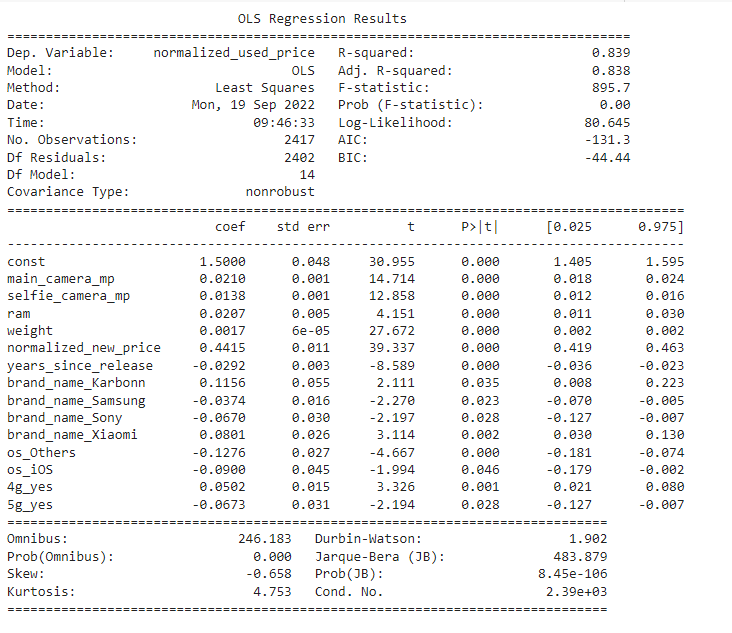 OLS Regression Results
==============================================================================
Dep. Variable: normalized_used_price R-squared: 0.839
Model: OLS Adj. R-squared: 0.838
Method: Least Squares F-statistic: 895.7
Date: Mon, 19 Sep 2022 Prob (F-statistic): 0.00
Time: 09:46:33 Log-Likelihood: 80.645
No. Observations: 2417 AIC: -131.3
Df Residuals: 2402 BIC: -44.44
Df Model: 14
Covariance Type: nonrobust
=========================================================================================
coef std err t P>|t| [0.025 0.975]
-----------------------------------------------------------------------------------------
const 1.5000 0.048 30.955 0.000 1.405 1.595
main_camera_mp 0.0210 0.001 14.714 0.000 0.018 0.024
selfie_camera_mp 0.0138 0.001 12.858 0.000 0.012 0.016
ram 0.0207 0.005 4.151 0.000 0.011 0.030
weight 0.0017 6e-05 27.672 0.000 0.002 0.002
normalized_new_price 0.4415 0.011 39.337 0.000 0.419 0.463
years_since_release -0.0292 0.003 -8.589 0.000 -0.036 -0.023
brand_name_Karbonn 0.1156 0.055 2.111 0.035 0.008 0.223
brand_name_Samsung -0.0374 0.016 -2.270 0.023 -0.070 -0.005
brand_name_Sony -0.0670 0.030 -2.197 0.028 -0.127 -0.007
brand_name_Xiaomi 0.0801 0.026 3.114 0.002 0.030 0.130
os_Others -0.1276 0.027 -4.667 0.000 -0.181 -0.074
os_iOS -0.0900 0.045 -1.994 0.046 -0.179 -0.002
4g_yes 0.0502 0.015 3.326 0.001 0.021 0.080
5g_yes -0.0673 0.031 -2.194 0.028 -0.127 -0.007
==============================================================================
Omnibus: 246.183 Durbin-Watson: 1.902
Prob(Omnibus): 0.000 Jarque-Bera (JB): 483.879
Skew: -0.658 Prob(JB): 8.45e-106
Kurtosis: 4.753 Cond. No. 2.39e+03
==============================================================================